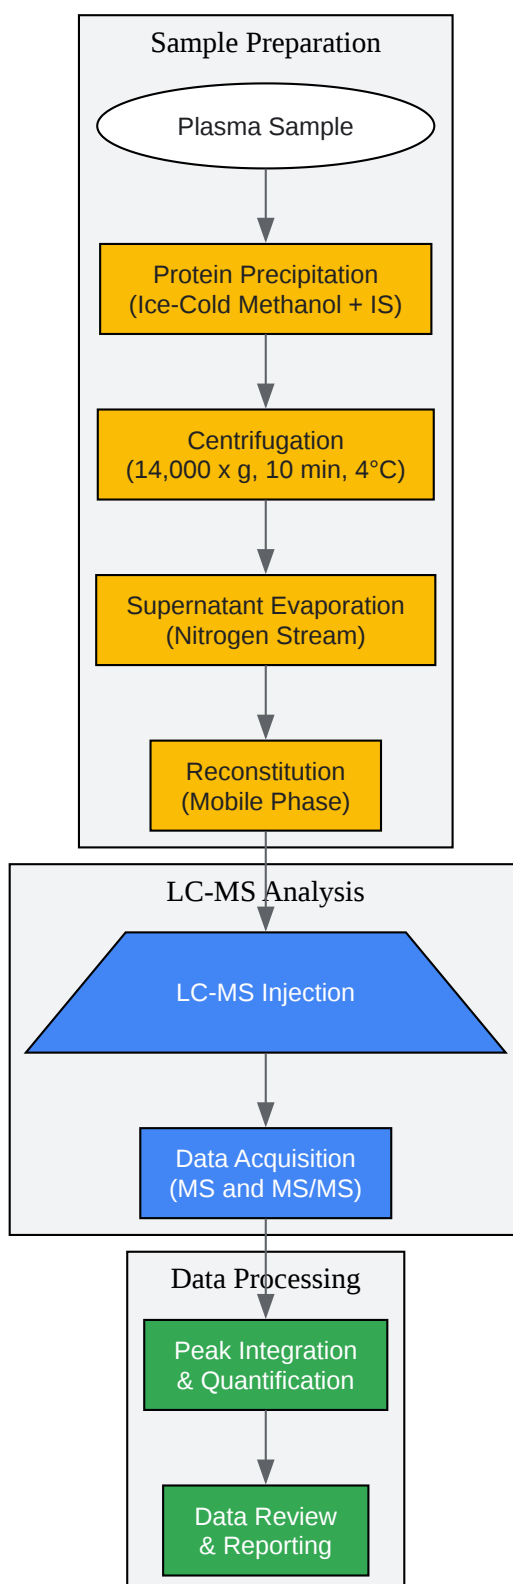 Sample Preparation
Plasma Sample
Protein Precipitation
(Ice-Cold Methanol + IS)
Centrifugation
(14,000 x g, 10 min, 4°C)
Supernatant Evaporation
(Nitrogen Stream)
Reconstitution
(Mobile Phase)
LC-MS Analysis
LC-MS Injection
Data Acquisition
(MS and MS/MS)
Data Processing
Peak Integration
& Quantification
Data Review
& Reporting